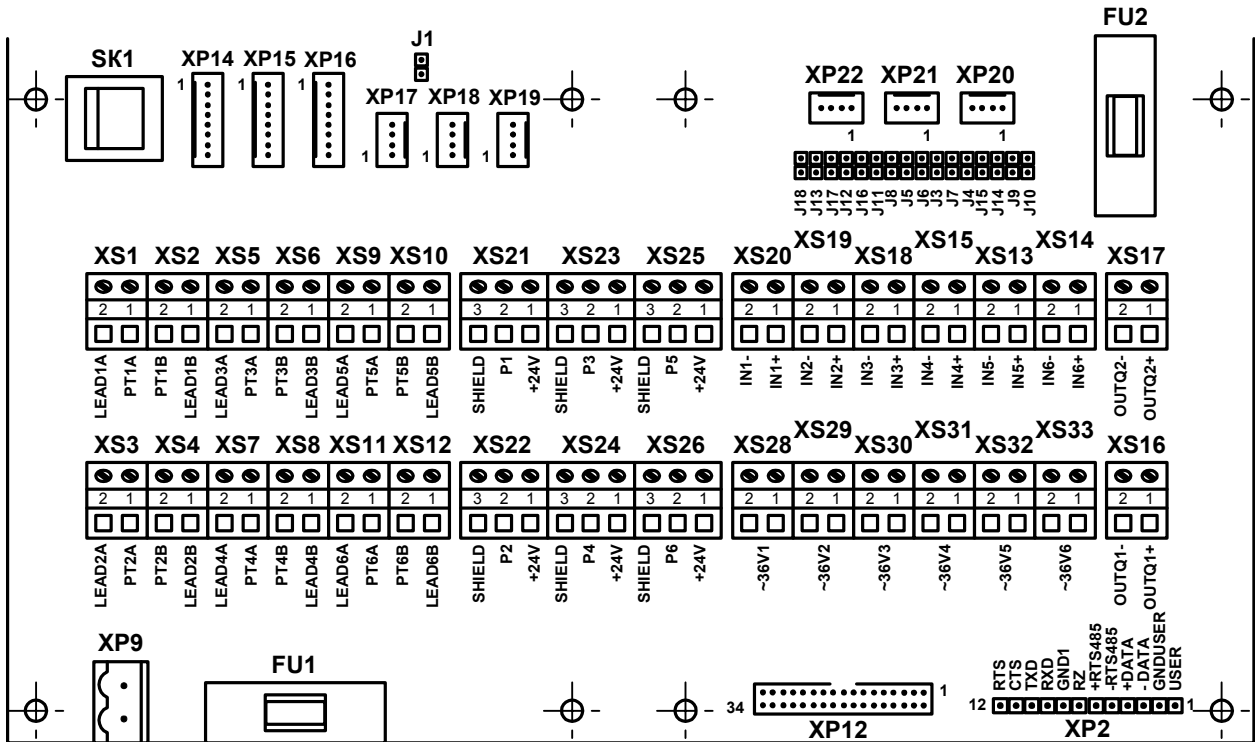 FU2
J1
SK1 XP14 XP15 XP16
XP22 XP21 XP20
1 1 1
XP17 XP18 XP19
1 1 1
1 1 1
J18 J13 J17 J12 J16 J11 J8 J5 J6 J3 J7 J4 J15 J14 J9 J10
XS1 XS2 XS5 XS6 XS9 XS10 XS21 XS23 XS25 XS20 XS19 XS18 XS15 XS13 XS14 XS17
2 1 2 1 2 1 2 1 2 1 2 1 3 2 1 3 2 1 3 2 1 2 1 2 1 2 1 2 1 2 1 2 1 2 1
LEAD1A PT1A PT1B LEAD1B LEAD3A PT3A PT3B LEAD3B LEAD5A PT5A PT5B LEAD5B SHIELD P1 +24V SHIELD P3 +24V SHIELD P5 +24V IN1- IN1+ IN2- IN2+ IN3- IN3+ IN4- IN4+ IN5- IN5+ IN6- IN6+ OUTQ2- OUTQ2+
XS3 XS4 XS7 XS8 XS11 XS12 XS22 XS24 XS26 XS28 XS29 XS30 XS31 XS32 XS33 XS16
2 1 2 1 2 1 2 1 2 1 2 1 3 2 1 3 2 1 3 2 1 2 1 2 1 2 1 2 1 2 1 2 1 2 1
LEAD2A PT2A PT2B LEAD2B LEAD4A PT4A PT4B LEAD4B LEAD6A PT6A PT6B LEAD6B SHIELD P2 +24V SHIELD P4 +24V SHIELD P6 +24V ~36V1 ~36V2 ~36V3 ~36V4 ~36V5 ~36V6 OUTQ1- OUTQ1+
XP9
FU1
RTS CTS TXD RXD GND1 RZ +RTS485 -RTS485 +DATA - DATA GNDUSER USER
34 1
12 1
XP12 XP2